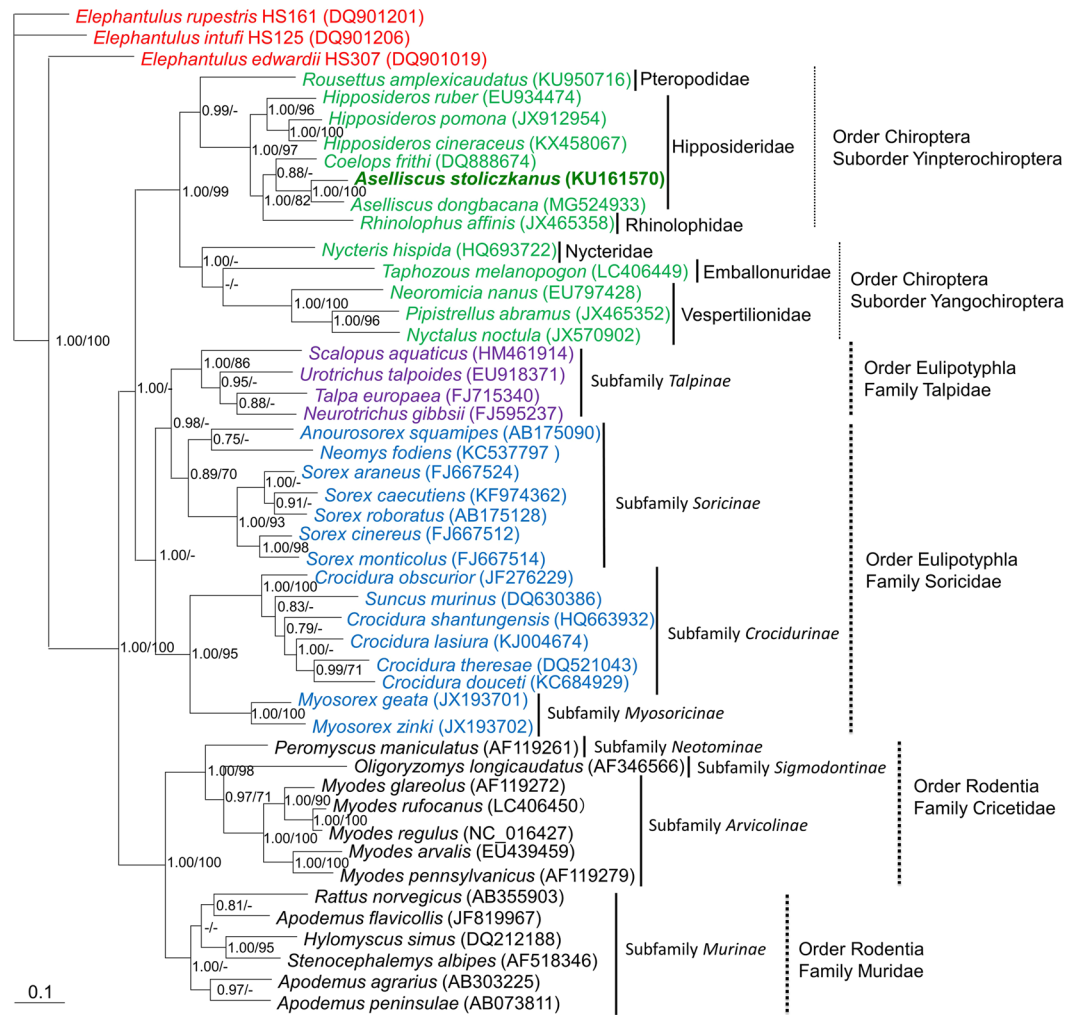 Elephantulus rupestris HS161 (DQ901201)
Elephantulus intufi HS125 (DQ901206)
Elephantulus edwardii HS307 (DQ901019)
Rousettus amplexicaudatus (KU950716)
Pteropodidae
0.99/-
Hipposideros ruber (EU934474)
1.00/96
Hipposideros pomona (JX912954)
1.00/100
Hipposideros cineraceus (KX458067)
1.00/97
Hipposideridae
Order Chiroptera
Suborder Yinpterochiroptera
Coelops frithi (DQ888674)
0.88/-
Aselliscus stoliczkanus (KU161570)
1.00/100
1.00/99
1.00/82
Aselliscus dongbacana (MG524933)
Rhinolophus affinis (JX465358)
Rhinolophidae
Nycteris hispida (HQ693722)
Nycteridae
1.00/-
Taphozous melanopogon (LC406449)
Emballonuridae
-/-
Order Chiroptera
Suborder Yangochiroptera
Neoromicia nanus (EU797428)
1.00/100
Pipistrellus abramus (JX465352)
Vespertilionidae
1.00/96
Nyctalus noctula (JX570902)
1.00/100
Scalopus aquaticus (HM461914)
1.00/86
Urotrichus talpoides (EU918371)
Subfamily Talpinae
Order Eulipotyphla
Family Talpidae
0.95/-
1.00/-
Talpa europaea (FJ715340)
0.88/-
Neurotrichus gibbsii (FJ595237)
0.98/-
Anourosorex squamipes (AB175090)
0.75/-
Neomys fodiens (KC537797 )
0.89/70
Sorex araneus (FJ667524)
1.00/-
Sorex caecutiens (KF974362)
0.91/-
Subfamily Soricinae
Sorex roboratus (AB175128)
1.00/93
Sorex cinereus (FJ667512)
1.00/98
1.00/-
Sorex monticolus (FJ667514)
Order Eulipotyphla
Family Soricidae
Crocidura obscurior (JF276229)
1.00/100
Suncus murinus (DQ630386)
0.83/-
Crocidura shantungensis (HQ663932)
0.79/-
Subfamily Crocidurinae
Crocidura lasiura (KJ004674)
1.00/100
1.00/95
1.00/-
Crocidura theresae (DQ521043)
0.99/71
Crocidura douceti (KC684929)
Myosorex geata (JX193701)
1.00/100
Subfamily Myosoricinae
Myosorex zinki (JX193702)
Peromyscus maniculatus (AF119261)
Subfamily Neotominae
Oligoryzomys longicaudatus (AF346566)
Subfamily Sigmodontinae
1.00/98
Myodes glareolus (AF119272)
Order Rodentia
Family Cricetidae
0.97/71
1.00/90
Myodes rufocanus (LC406450)
1.00/100
Subfamily Arvicolinae
Myodes regulus (NC_016427)
1.00/100
Myodes arvalis (EU439459)
1.00/100
1.00/100
Myodes pennsylvanicus (AF119279)
Rattus norvegicus (AB355903)
0.81/-
Apodemus flavicollis (JF819967)
-/-
Hylomyscus simus (DQ212188)
1.00/95
Subfamily Murinae
Order Rodentia
Family Muridae
Stenocephalemys albipes (AF518346)
1.00/-
Apodemus agrarius (AB303225)
0.97/-
Apodemus peninsulae (AB073811)
0.1